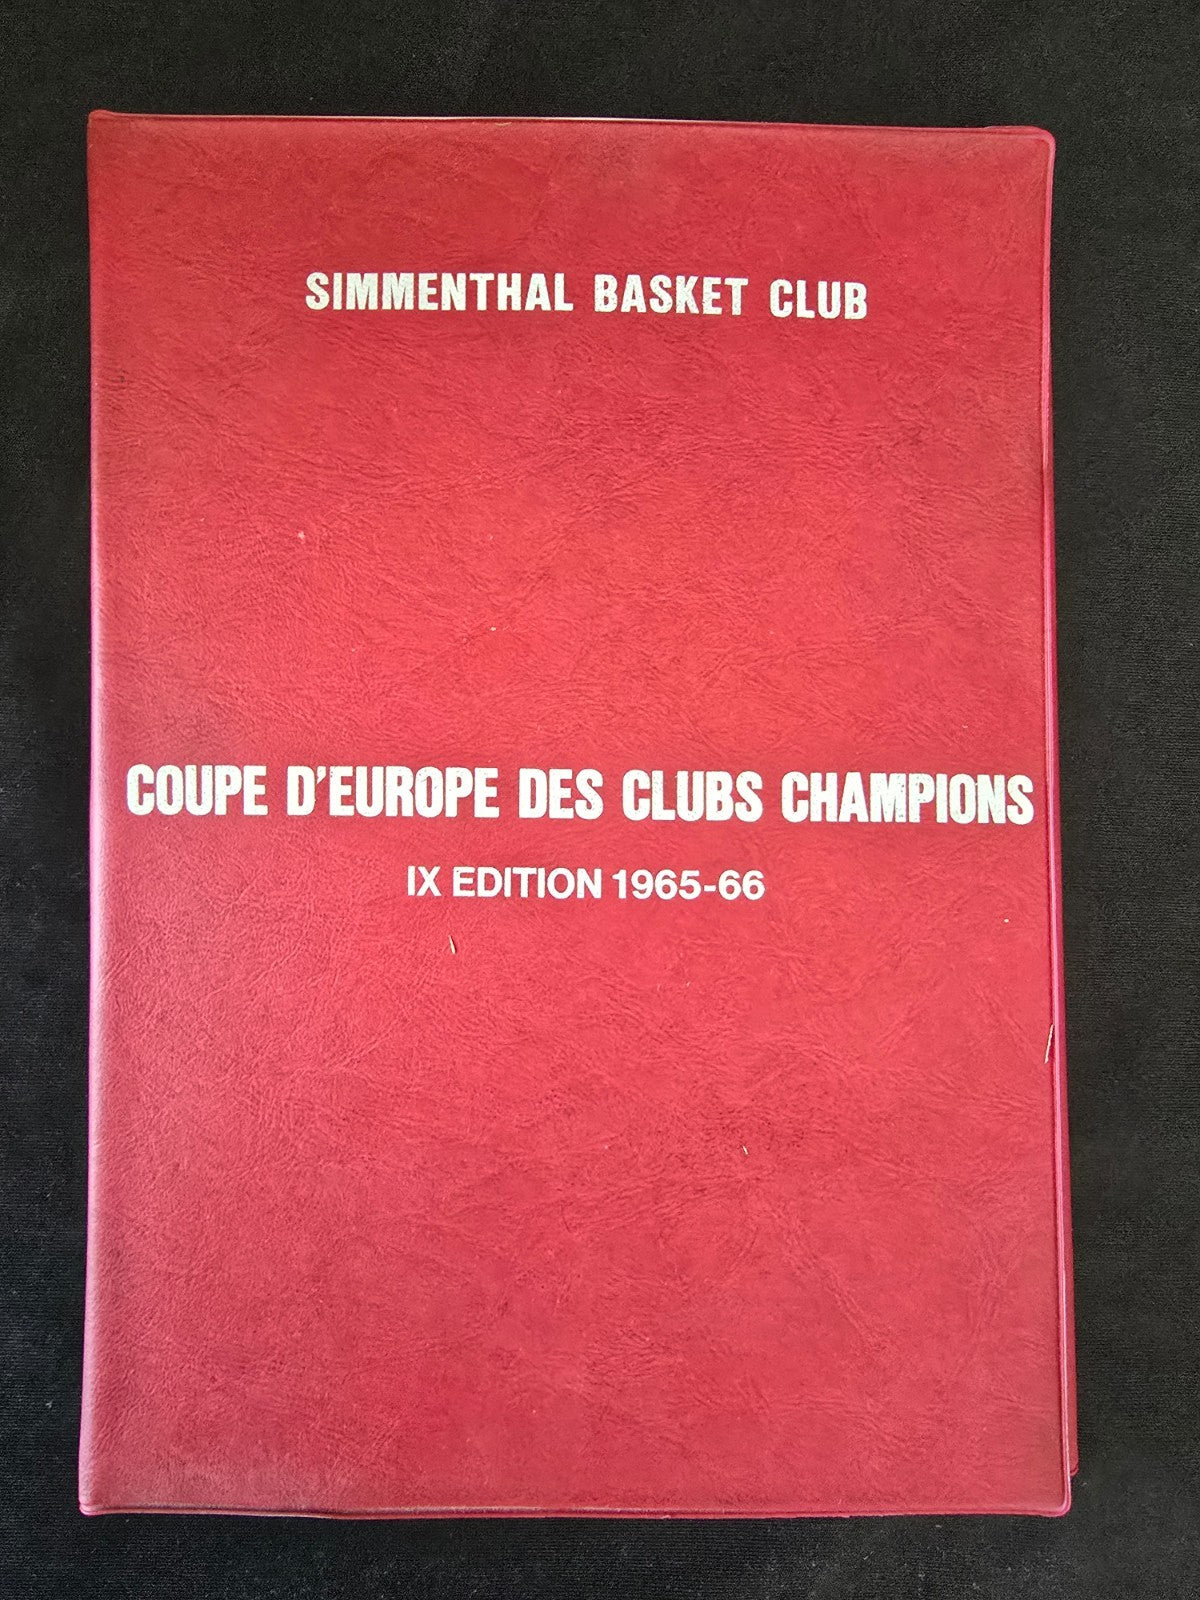 SIMMENTHAL BASKET CLUB
COUPE D'EUROPE DES CLUBS CHAMPIONS
IX EDITION 1965-66